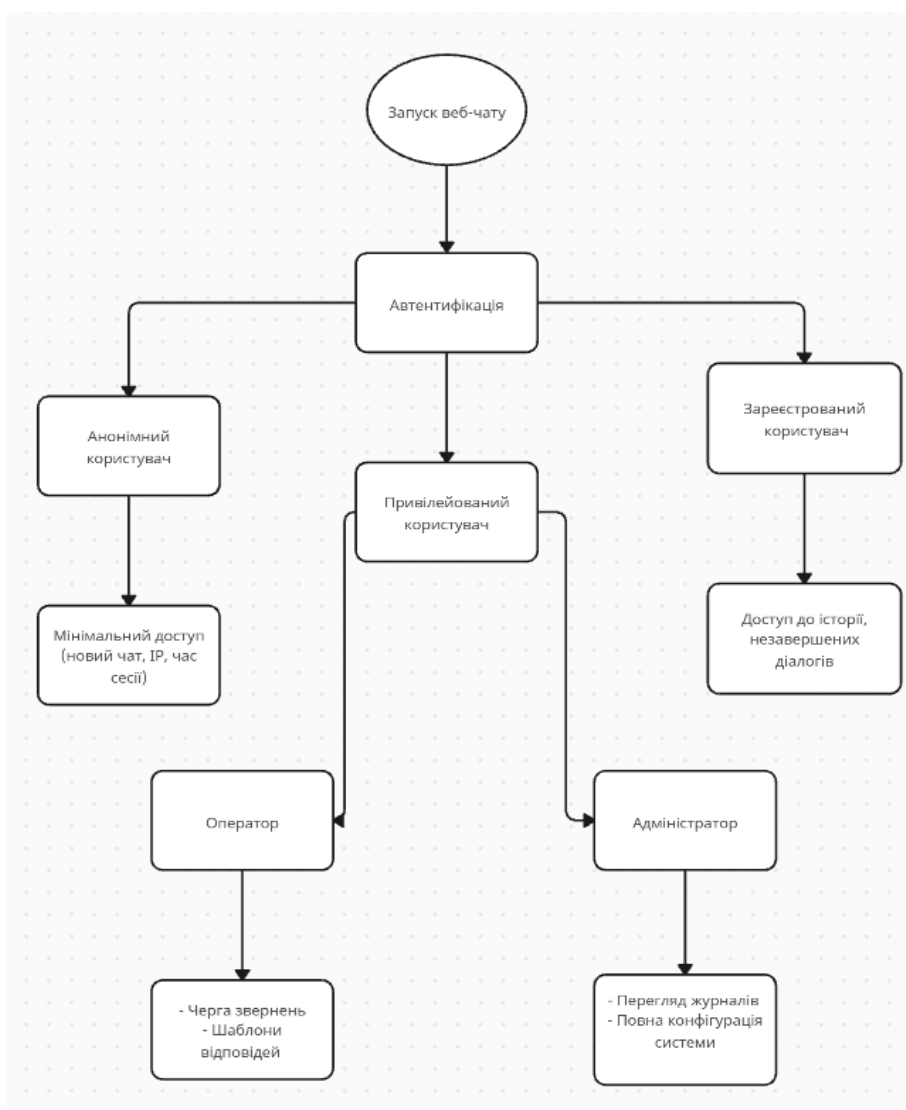 Запуск веб-чату
Автентифікація
Анонімний
користувач
Зареєстрований
користувач
Привілейований
користувач
Мінімальний доступ
(новий чат, IP, час
сесії)
Доступ до історії,
незавершених
діалогів
Оператор
Адміністратор
- Черга звернень
- Шаблони
відповідей
- Перегляд журналів
- Повна конфігурація
системи